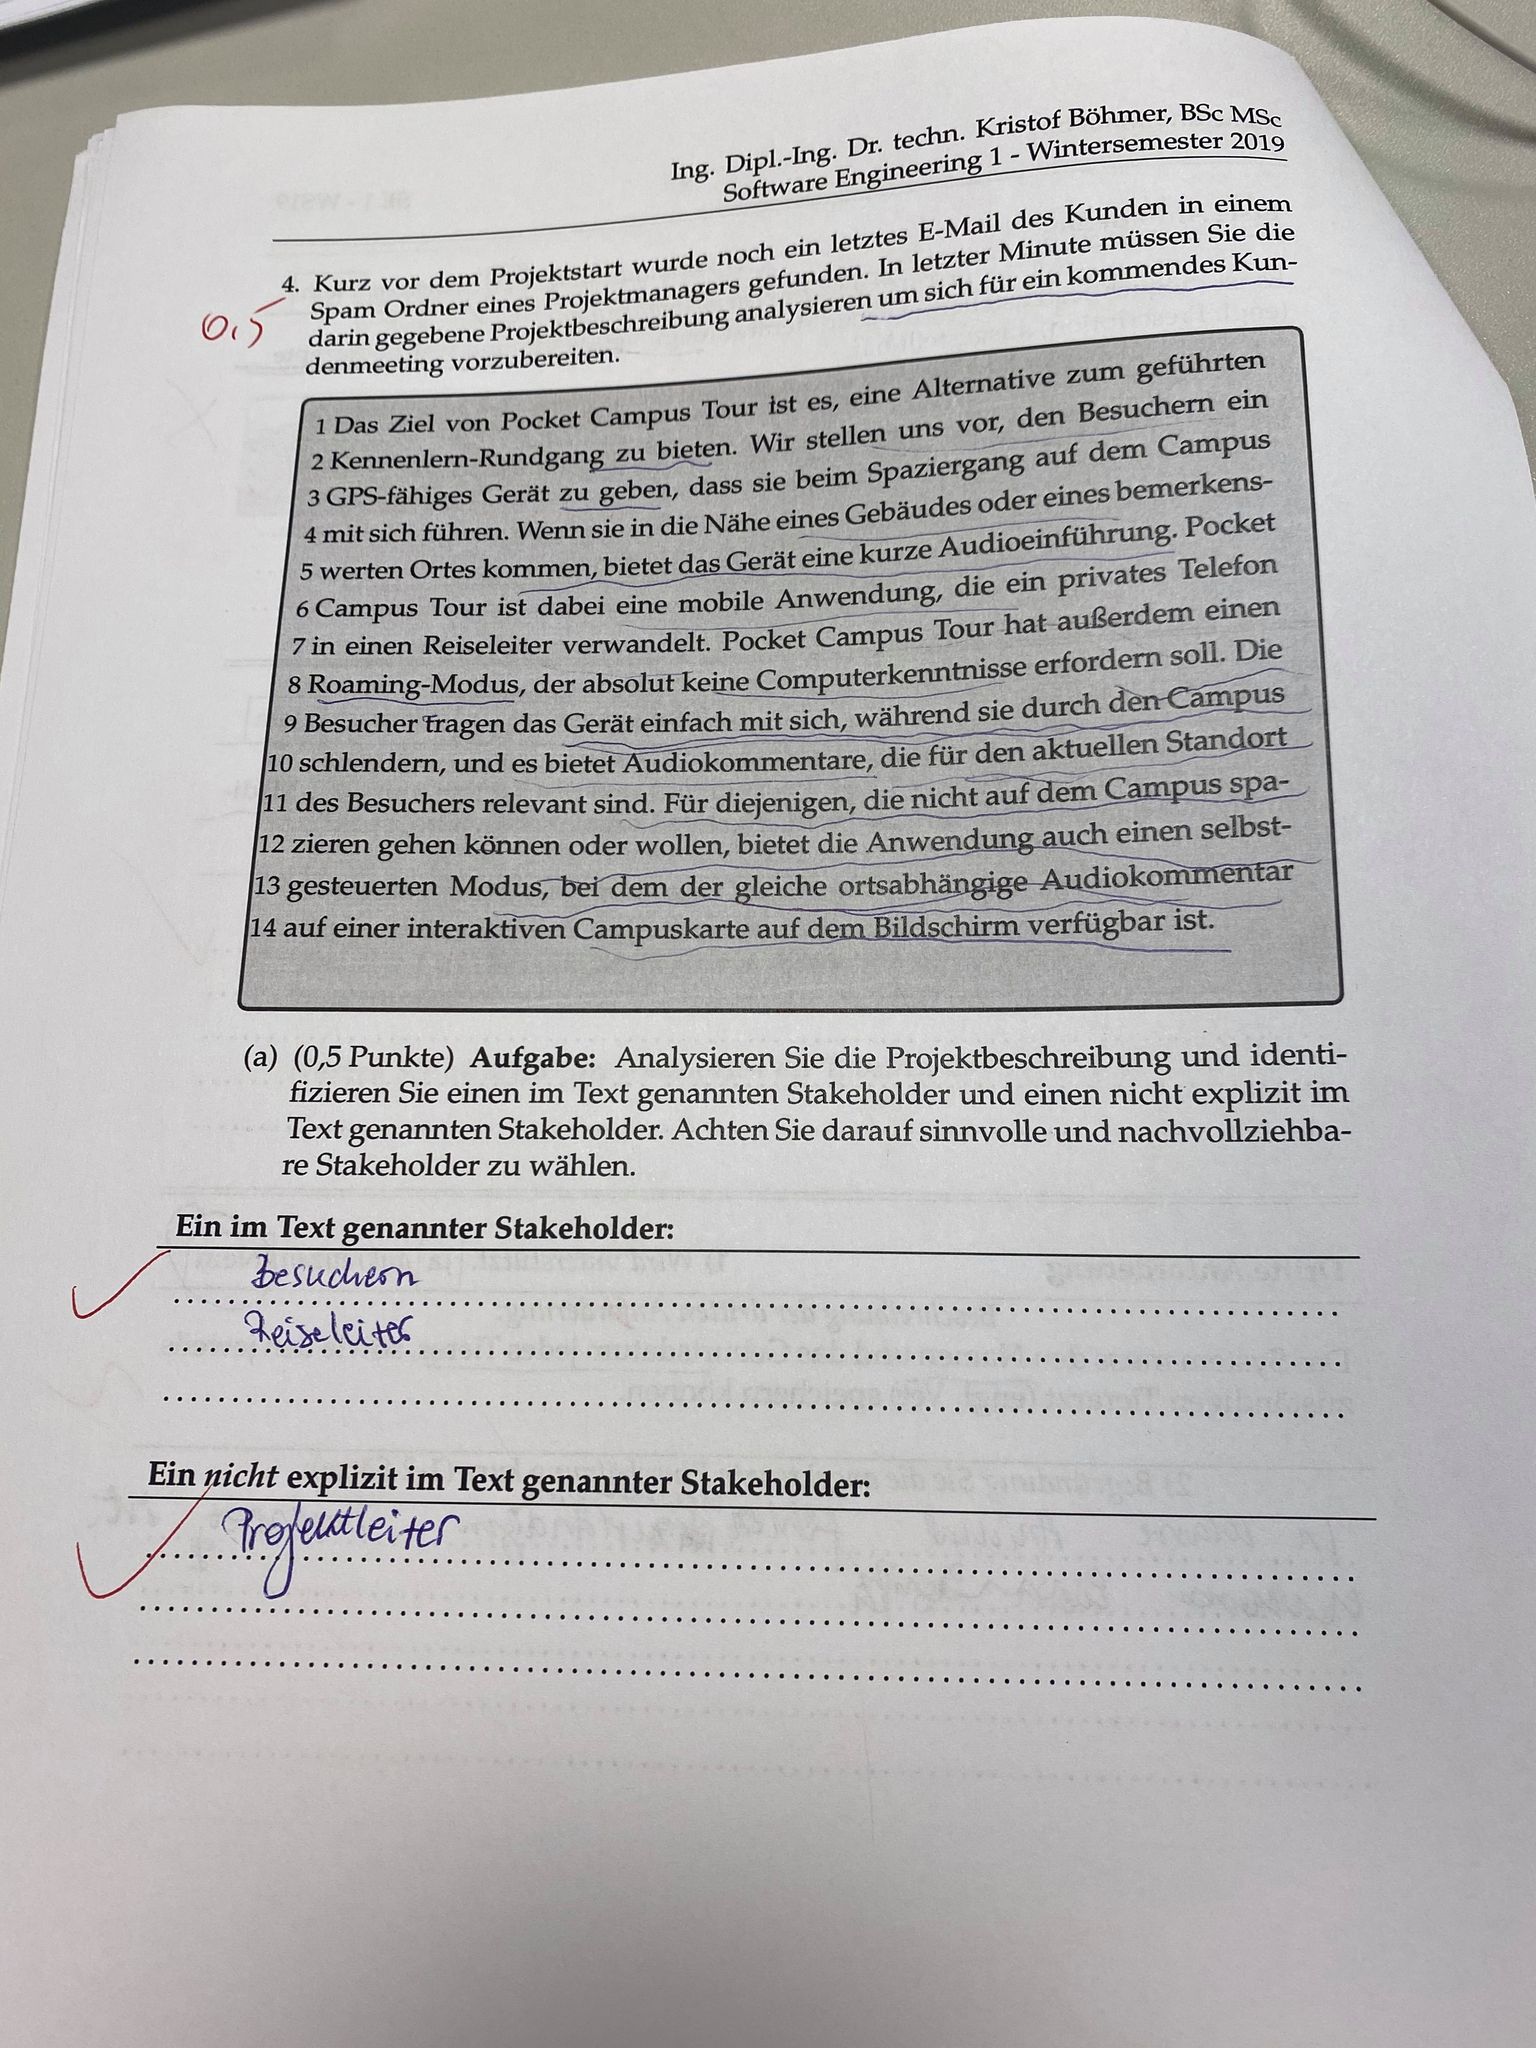 Ing. Dipl.-Ing. Dr. techn. Kristof Böhmer, BSc MSc
Software Engineering 1 - Wintersemester 2019
4. Kurz vor dem Projektstart wurde noch ein letztes E-Mail des Kunden in einem
0,5 Spam Ordner eines Projektmanagers gefunden. In letzter Minute müssen Sie die
darin gegebene Projektbeschreibung analysieren um sich für ein kommendes Kun-
denmeeting vorzubereiten.
1 Das Ziel von Pocket Campus Tour ist es, eine Alternative zum geführten
2 Kennenlern-Rundgang zu bieten. Wir stellen uns vor, den Besuchern ein
3 GPS-fähiges Gerät zu geben, dass sie beim Spaziergang auf dem Campus
4 mit sich führen. Wenn sie in die Nähe eines Gebäudes oder eines bemerkens-
5 werten Ortes kommen, bietet das Gerät eine kurze Audioeinführung. Pocket
6 Campus Tour ist dabei eine mobile Anwendung, die ein privates Telefon
7 in einen Reiseleiter verwandelt. Pocket Campus Tour hat außerdem einen
8 Roaming-Modus, der absolut keine Computerkenntnisse erfordern soll. Die
9 Besucher tragen das Gerät einfach mit sich, während sie durch den Campus
10 schlendern, und es bietet Audiokommentare, die für den aktuellen Standort
11 des Besuchers relevant sind. Für diejenigen, die nicht auf dem Campus spa-
12 zieren gehen können oder wollen, bietet die Anwendung auch einen selbst-
13 gesteuerten Modus, bei dem der gleiche ortsabhängige Audiokommentar
14 auf einer interaktiven Campuskarte auf dem Bildschirm verfügbar ist.
(a) (0,5 Punkte) Aufgabe: Analysieren Sie die Projektbeschreibung und identi-
fizieren Sie einen im Text genannten Stakeholder und einen nicht explizit im
Text genannten Stakeholder. Achten Sie darauf sinnvolle und nachvollziehba-
re Stakeholder zu wählen.
Ein im Text genannter Stakeholder:
Besuchern
Reiseleiter
Ein nicht explizit im Text genannter Stakeholder:
Projektleiter